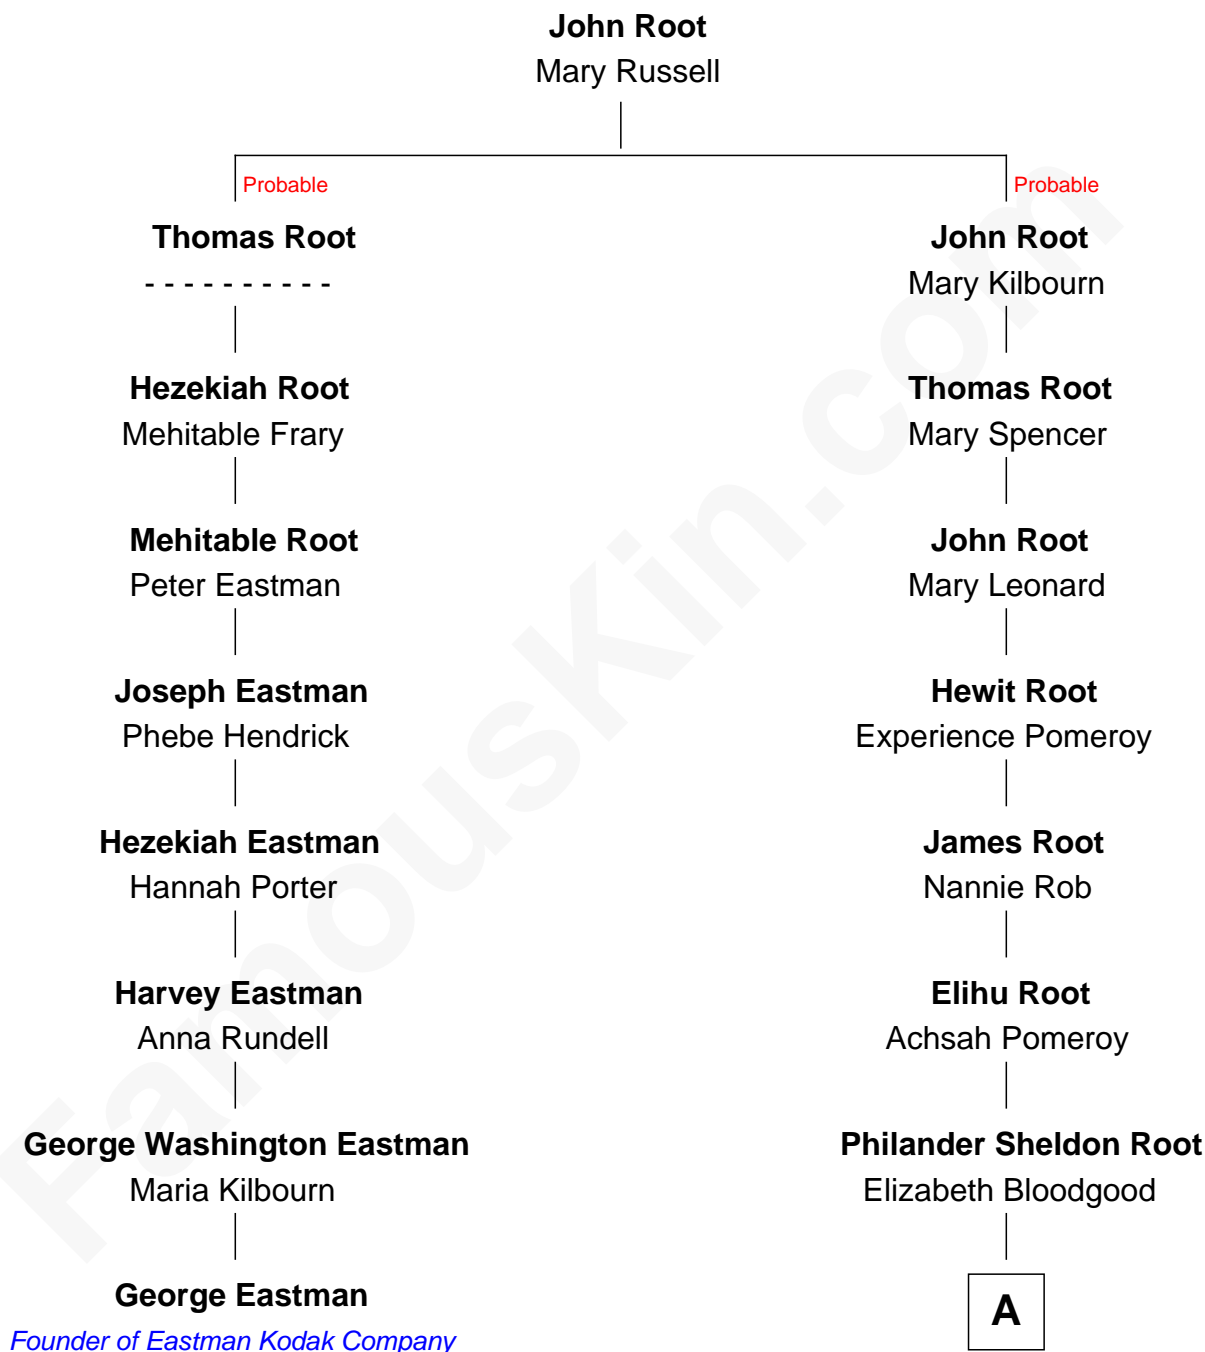 John Root
Mary Russell
Probable
Probable
Thomas Root
John Root
- - - - - - - - - -
Mary Kilbourn
Hezekiah Root
Thomas Root
Mehitable Frary
Mary Spencer
Mehitable Root
John Root
Peter Eastman
Mary Leonard
Joseph Eastman
Hewit Root
Phebe Hendrick
Experience Pomeroy
Hezekiah Eastman
James Root
Hannah Porter
Nannie Rob
Harvey Eastman
Elihu Root
Anna Rundell
Achsah Pomeroy
George Washington Eastman
Philander Sheldon Root
Maria Kilbourn
Elizabeth Bloodgood
George Eastman
A
Founder of Eastman Kodak Company
FamousKin.com